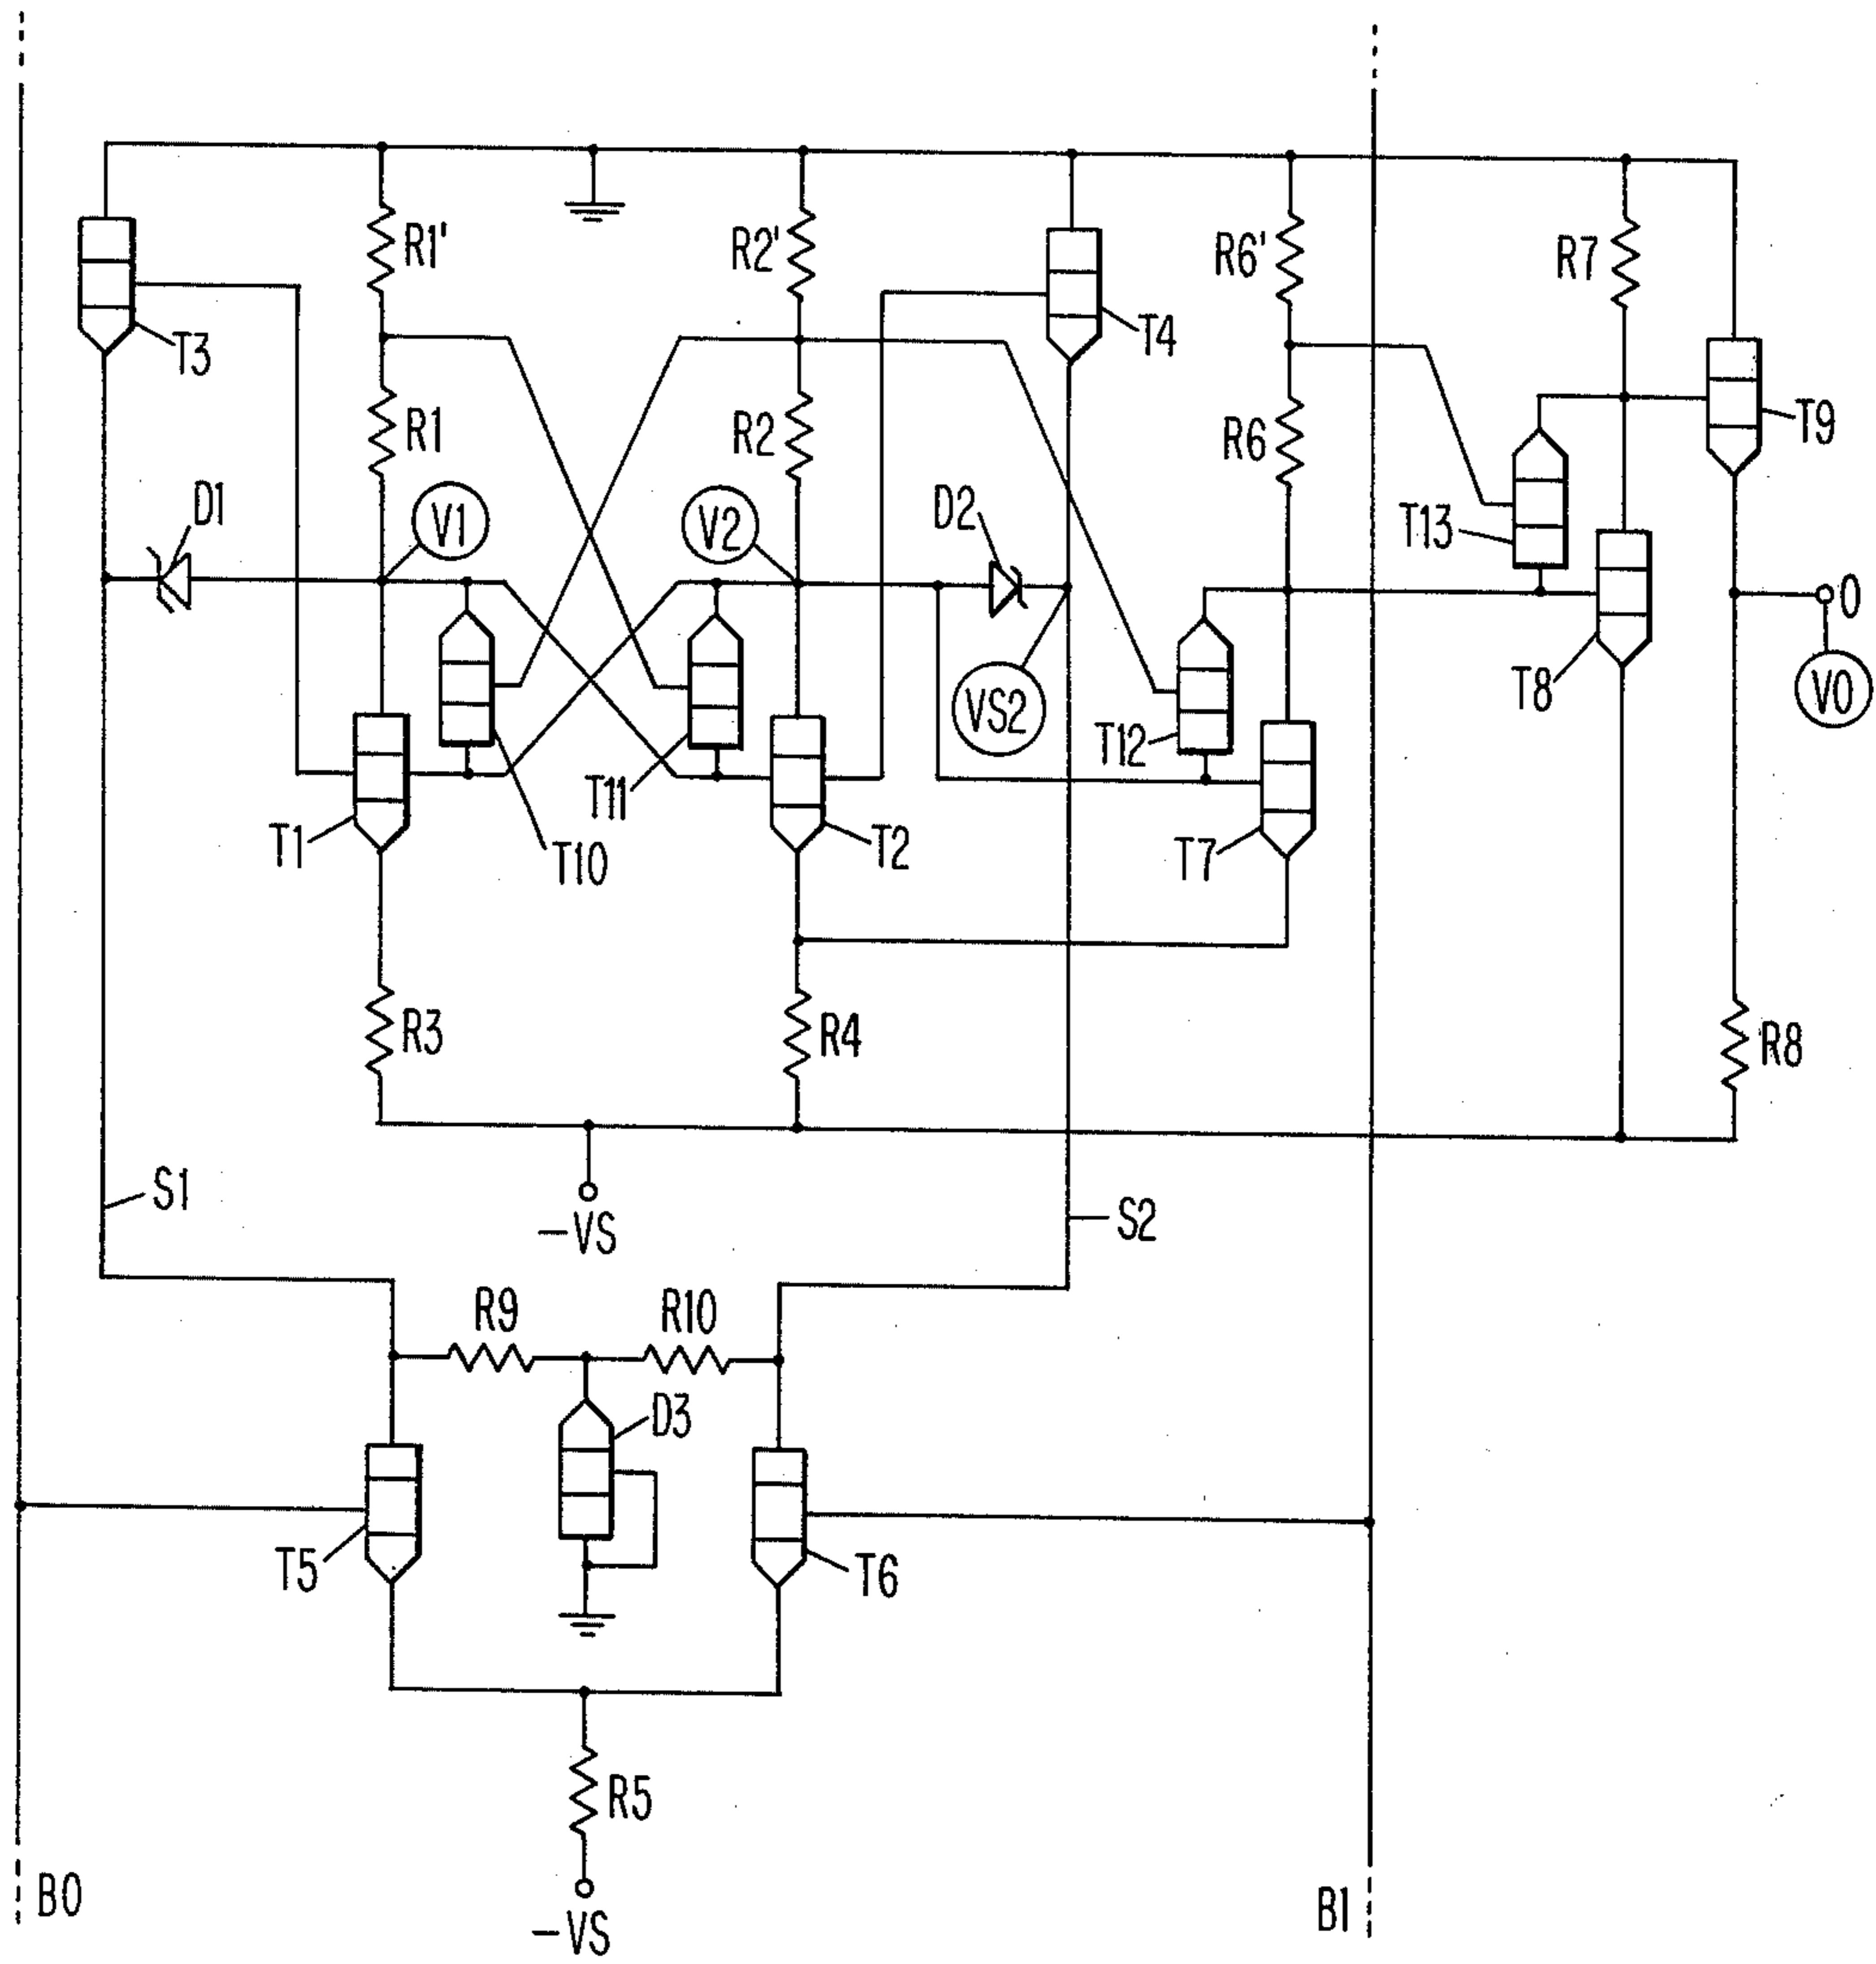 R1'
R2'
R6'
R7
T3
T4
R1
R2
R6
T9
D1
V1
V2
D2
T13
O
VS2
T8
V0
T12
T11
T1
T10
T2
T7
R3
R4
R8
S1
-VS
S2
R9
R10
D3
T5
T6
R5
B0
B1
-VS